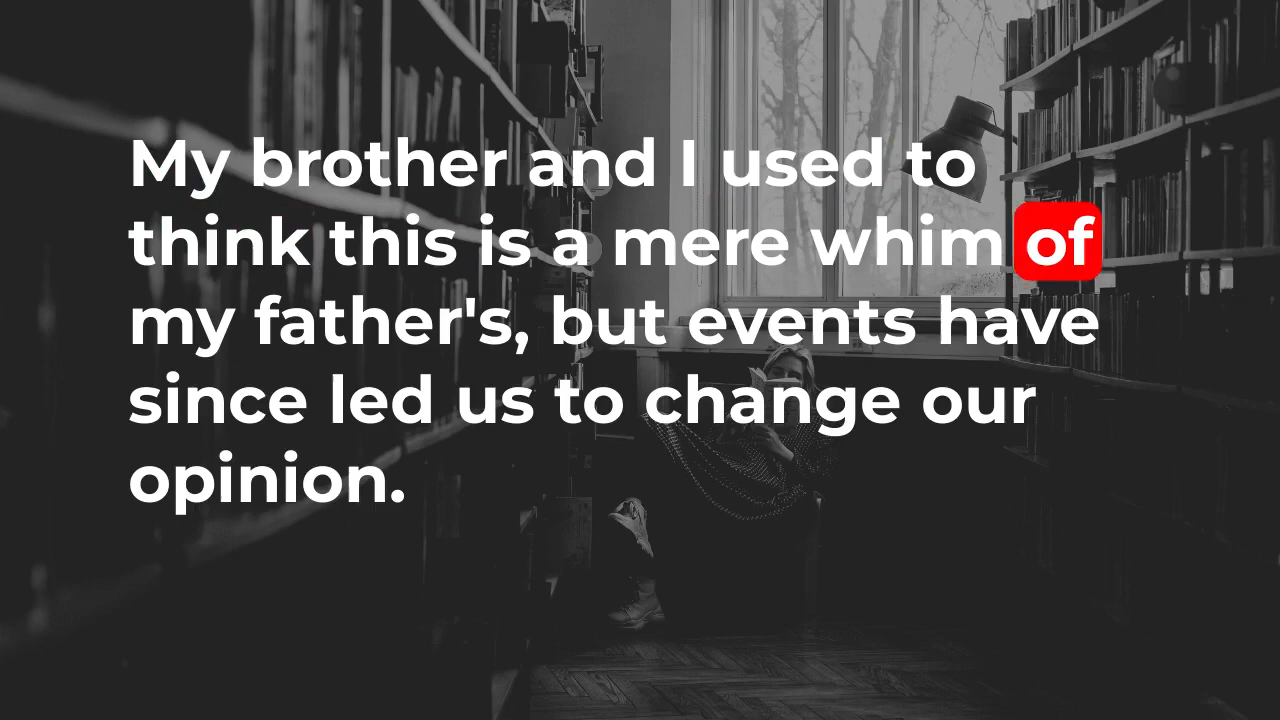 My brother and I used to
think this is a mere whim of
my father's, but events have
since led us to change our
opinion.